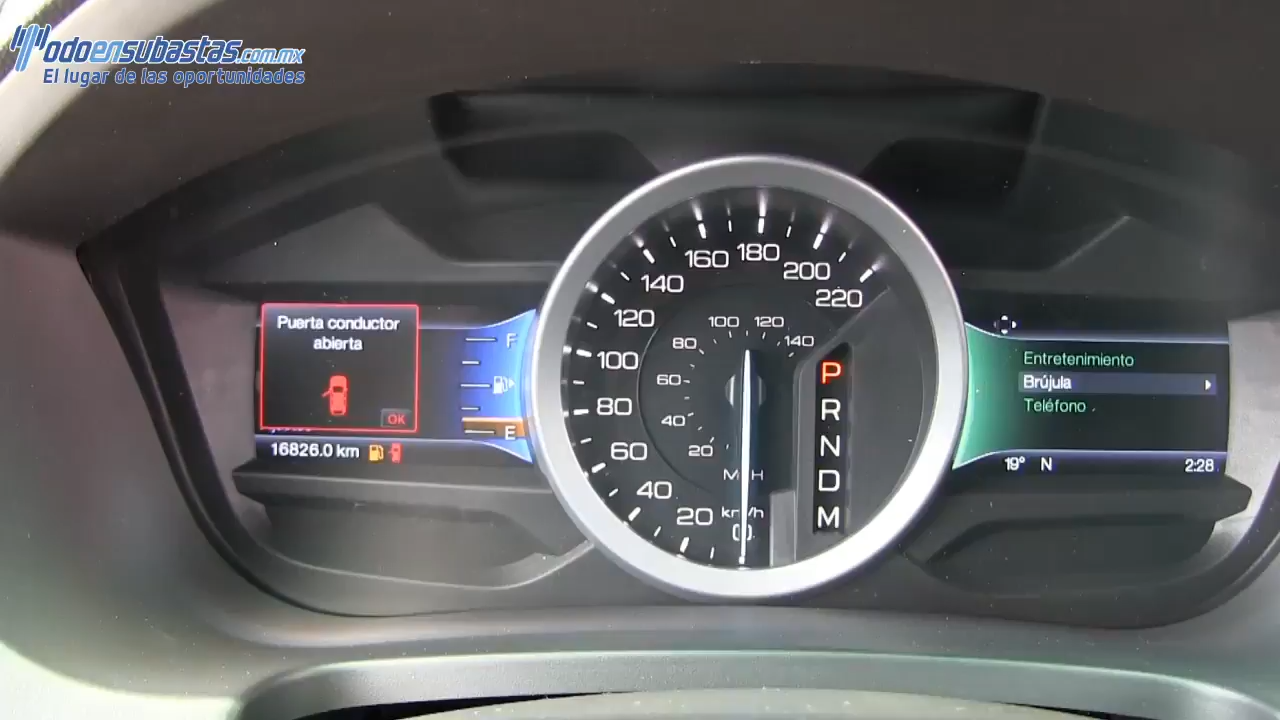 Todoensubastas.com.mx
El lugar de las oportunidades
Puerta conductor
abierta
OK
16826.0 km
F
E
20
40
60
80
100
120
140
160
180
200
220
20
40
60
80
100
120
140
MPH
km/h
P
R
N
D
M
Entretenimiento
Brújula
Teléfono
19° N
2:28